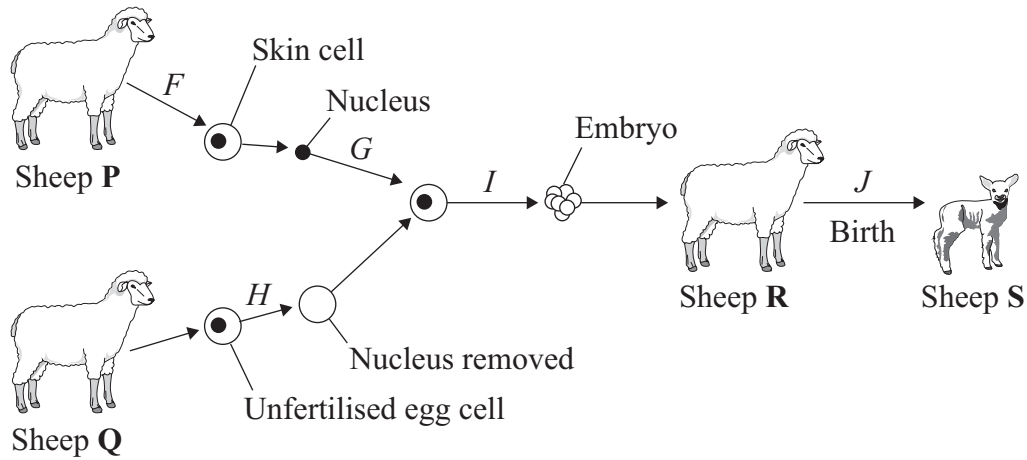 Skin cell
F
Nucleus
G
Sheep P
Embryo
I
J
Birth
Sheep R
Sheep S
H
Nucleus removed
Unfertilised egg cell
Sheep Q